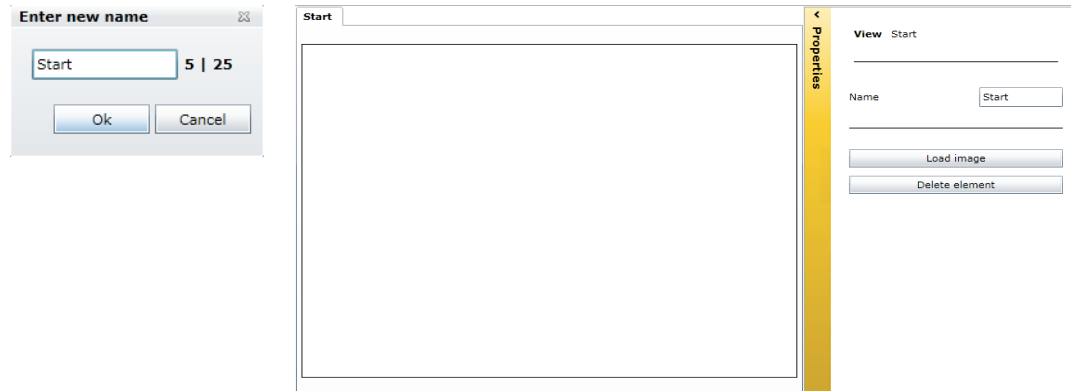 Enter new name
Start 5 | 25
Ok Cancel
Start
Properties
View Start
Name Start
Load image
Delete element